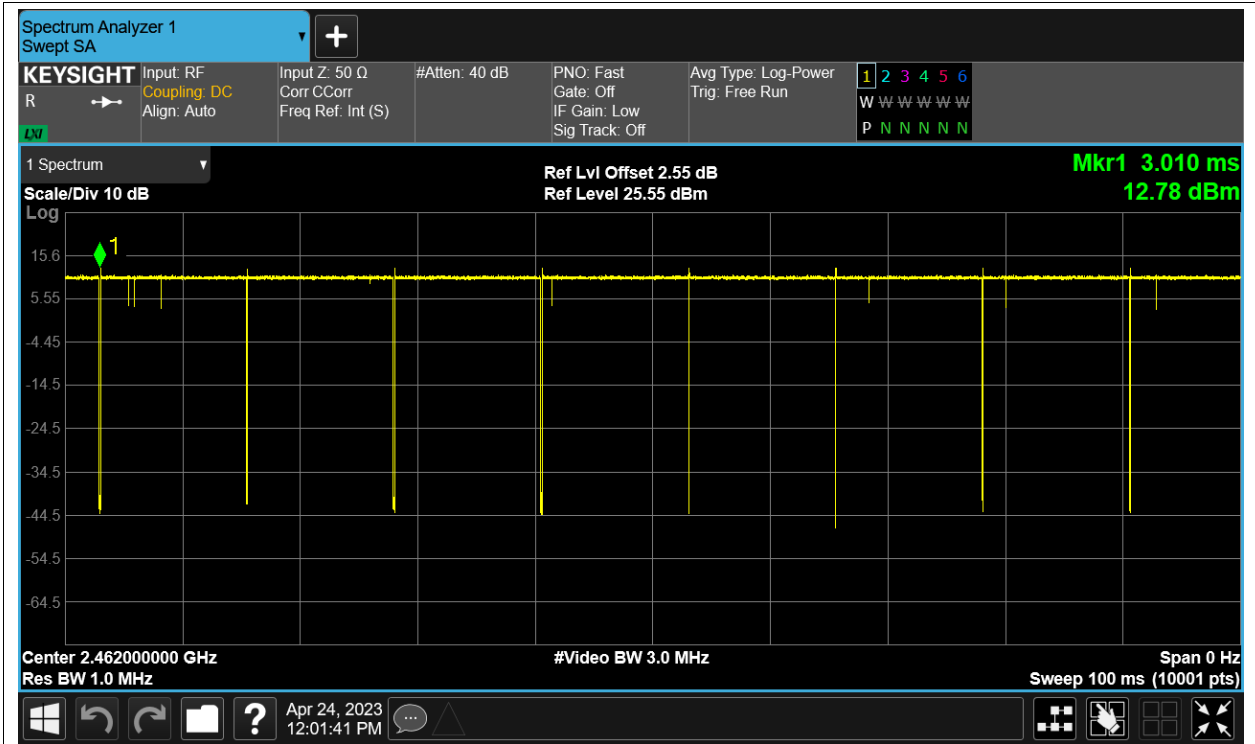 Spectrum Analyzer 1
Swept SA
KEYSIGHT
R
LXI
Input: RF
Coupling: DC
Align: Auto
Input Z: 50 Ω
Corr CCorr
Freq Ref: Int (S)
#Atten: 40 dB
PNO: Fast
Gate: Off
IF Gain: Low
Sig Track: Off
Avg Type: Log-Power
Trig: Free Run
1 2 3 4 5 6
W W W W W W
P N N N N N
1 Spectrum
Scale/Div 10 dB
Ref Lvl Offset 2.55 dB
Ref Level 25.55 dBm
Mkr1 3.010 ms
12.78 dBm
Log
1
15.6
5.55
-4.45
-14.5
-24.5
-34.5
-44.5
-54.5
-64.5
Center 2.462000000 GHz
#Video BW 3.0 MHz
Span 0 Hz
Res BW 1.0 MHz
Sweep 100 ms (10001 pts)
?
Apr 24, 2023
12:01:41 PM